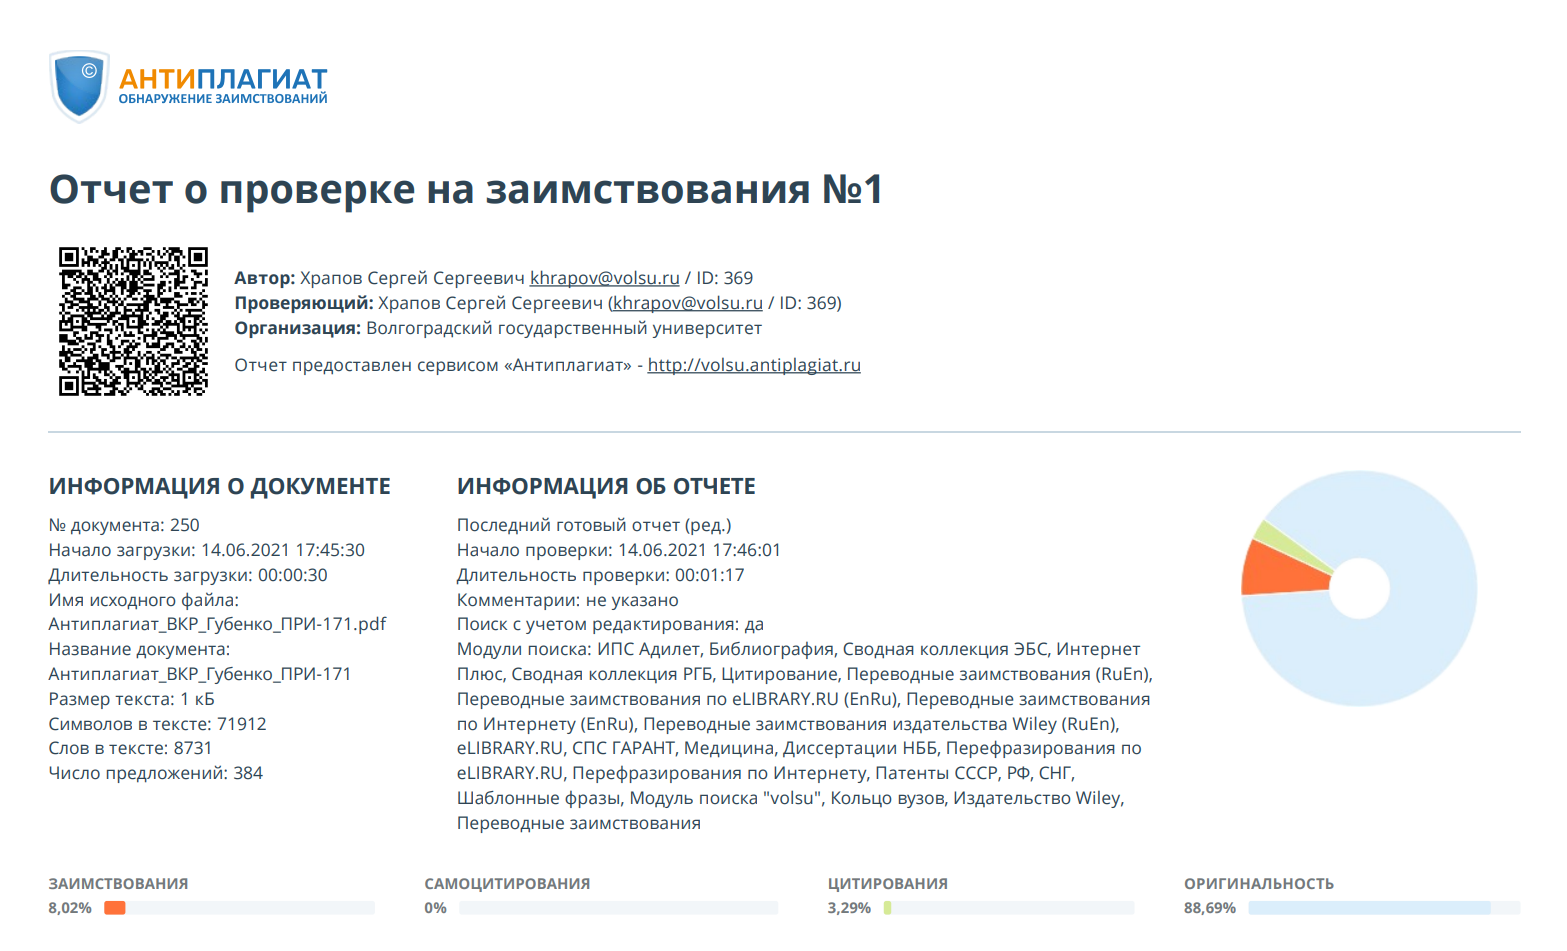 АНТИПЛАГИАТ
ОБНАРУЖЕНИЕ ЗАИМСТВОВАНИЙ
Отчет о проверке на заимствования №1
Автор: Храпов Сергей Сергеевич khrapov@volsu.ru / ID: 369
Проверяющий: Храпов Сергей Сергеевич (khrapov@volsu.ru / ID: 369)
Организация: Волгоградский государственный университет
Отчет предоставлен сервисом «Антиплагиат» - http://volsu.antiplagiat.ru
ИНФОРМАЦИЯ О ДОКУМЕНТЕ
№ документа: 250
Начало загрузки: 14.06.2021 17:45:30
Длительность загрузки: 00:00:30
Имя исходного файла:
Антиплагиат_ВКР_Губенко_ПРИ-171.pdf
Название документа:
Антиплагиат_ВКР_Губенко_ПРИ-171
Размер текста: 1 кБ
Символов в тексте: 71912
Слов в тексте: 8731
Число предложений: 384
ИНФОРМАЦИЯ ОБ ОТЧЕТЕ
Последний готовый отчет (ред.)
Начало проверки: 14.06.2021 17:46:01
Длительность проверки: 00:01:17
Комментарии: не указано
Поиск с учетом редактирования: да
Модули поиска: ИПС Адилет, Библиография, Сводная коллекция ЭБС, Интернет
Плюс, Сводная коллекция РГБ, Цитирование, Переводные заимствования (RuEn),
Переводные заимствования по eLIBRARY.RU (EnRu), Переводные заимствования
по Интернету (EnRu), Переводные заимствования издательства Wiley (RuEn),
eLIBRARY.RU, СПС ГАРАНТ, Медицина, Диссертации НББ, Перефразирования по
eLIBRARY.RU, Перефразирования по Интернету, Патенты СССР, РФ, СНГ,
Шаблонные фразы, Модуль поиска "volsu", Кольцо вузов, Издательство Wiley,
Переводные заимствования
ЗАИМСТВОВАНИЯ
8,02%
САМОЦИТИРОВАНИЯ
0%
ЦИТИРОВАНИЯ
3,29%
ОРИГИНАЛЬНОСТЬ
88,69%